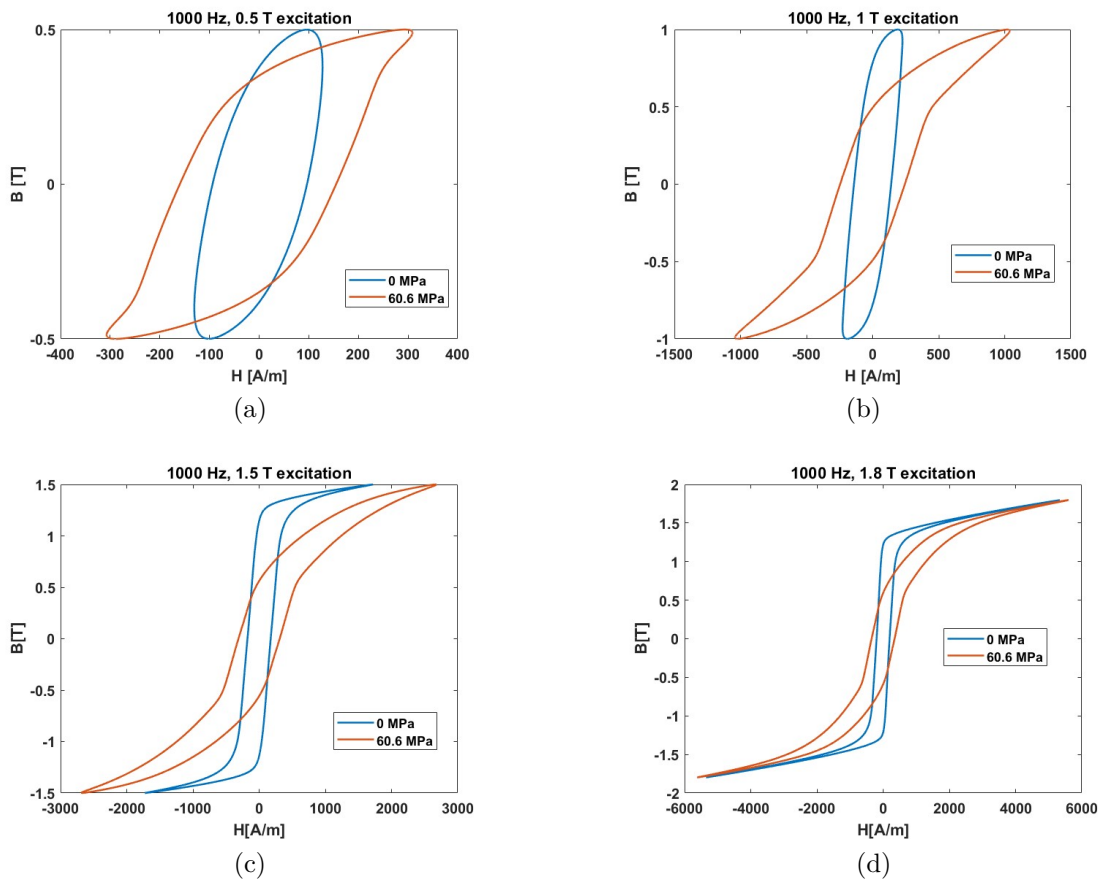 1000 Hz, 0.5 T excitation
0.5
0
-0.5
B [T]
-400 -300 -200 -100 0 100 200 300 400
H [A/m]
0 MPa
60.6 MPa
(a)
1000 Hz, 1 T excitation
1
0.5
0
-0.5
-1
B [T]
-1500 -1000 -500 0 500 1000 1500
H [A/m]
0 MPa
60.6 MPa
(b)
1000 Hz, 1.5 T excitation
1.5
1
0.5
0
-0.5
-1
-1.5
B[T]
-3000 -2000 -1000 0 1000 2000 3000
H[A/m]
0 MPa
60.6 MPa
(c)
1000 Hz, 1.8 T excitation
2
1.5
1
0.5
0
-0.5
-1
-1.5
-2
B[T]
-6000 -4000 -2000 0 2000 4000 6000
H[A/m]
0 MPa
60.6 MPa
(d)